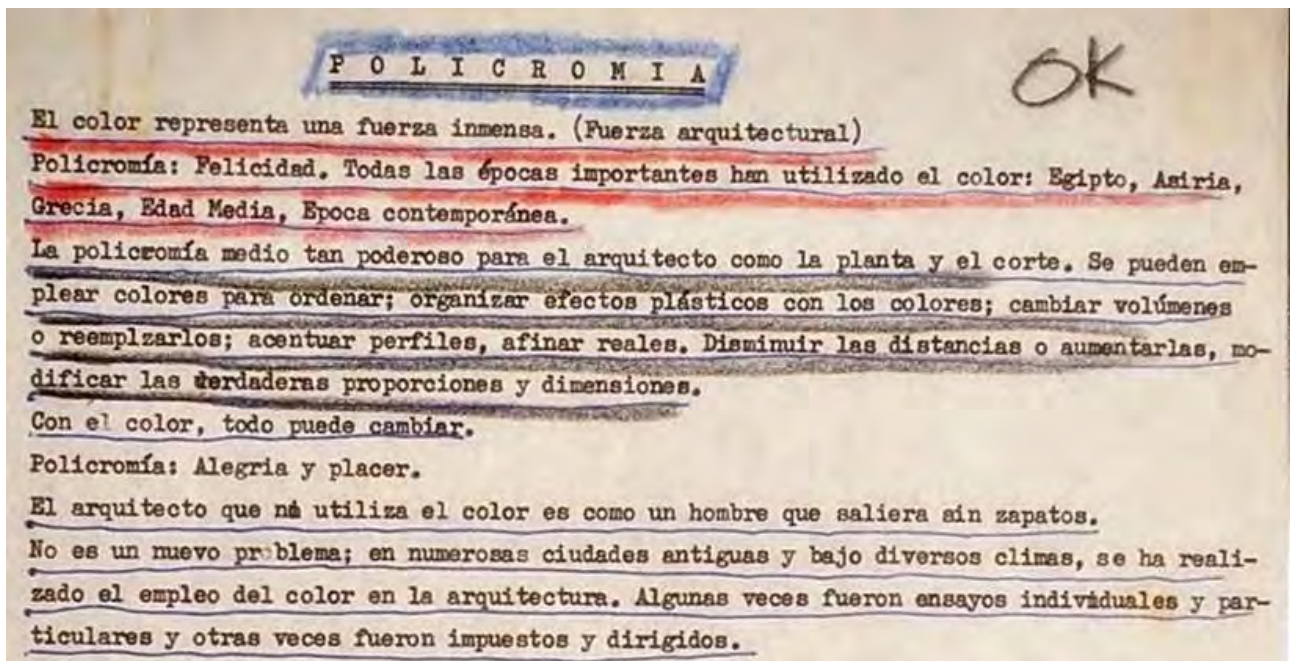 POLICROMIA
OK
El color representa una fuerza inmensa. (Fuerza arquitectural)
Policromía: Felicidad. Todas las épocas importantes han utilizado el color: Egipto, Asiria,
Grecia, Edad Media, Epoca contemporánea.
La policromía medio tan poderoso para el arquitecto como la planta y el corte. Se pueden em-
plear colores para ordenar; organizar efectos plásticos con los colores; cambiar volúmenes
o reemplzarlos; acentuar perfiles, afinar reales. Disminuir las distancias o aumentarlas, mo-
dificar las verdaderas proporciones y dimensiones.
Con el color, todo puede cambiar.
Policromía: Alegria y placer.
El arquitecto que no utiliza el color es como un hombre que saliera sin zapatos.
No es un nuevo problema; en numerosas ciudades antiguas y bajo diversos climas, se ha reali-
zado el empleo del color en la arquitectura. Algunas veces fueron ensayos individuales y par-
ticulares y otras veces fueron impuestos y dirigidos.